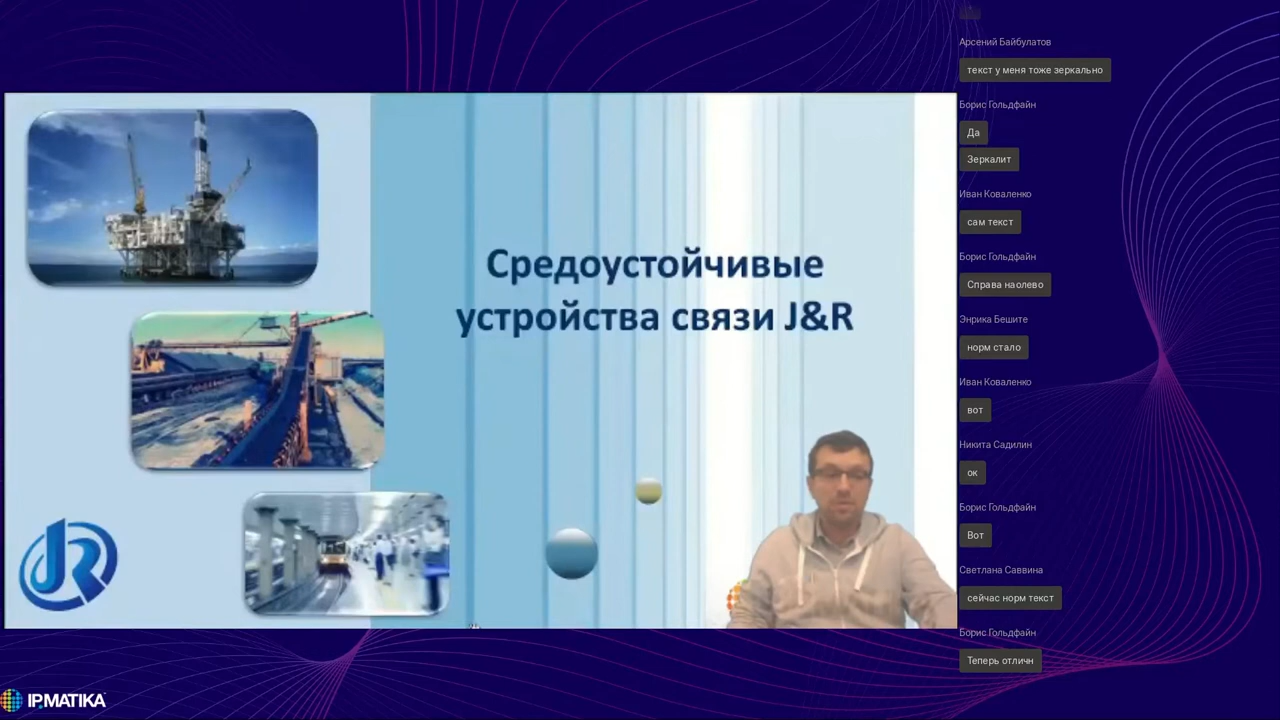 Средоустойчивые
устройства связи J&R
JR
IPMATIKA
Арсений Байбулатов
текст у меня тоже зеркально
Борис Гольдфайн
Да
Зеркалит
Иван Коваленко
сам текст
Борис Гольдфайн
Справа наолево
Энрика Бешите
норм стало
Иван Коваленко
вот
Никита Садилин
ок
Борис Гольдфайн
Вот
Светлана Саввина
сейчас норм текст
Борис Гольдфайн
Теперь отличн